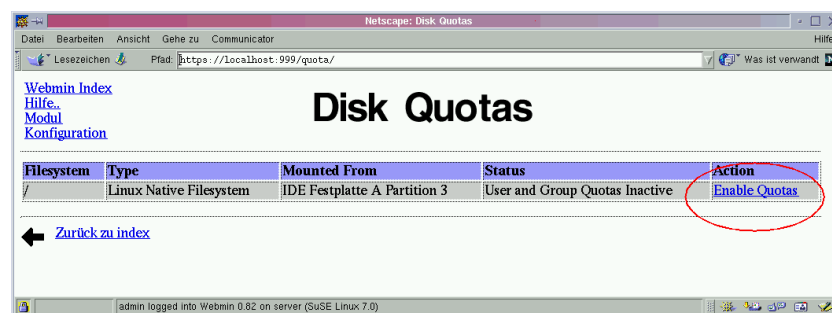 Netscape: Disk Quotas
Datei Bearbeiten Ansicht Gehe zu Communicator Hilfe
Lesezeichen Pfad: https://localhost:999/quota/ Was ist verwandt
Webmin Index
Hilfe..
Modul
Konfiguration
Disk Quotas
Filesystem Type Mounted From Status Action
/ Linux Native Filesystem IDE Festplatte A Partition 3 User and Group Quotas Inactive Enable Quotas
Zurück zu index
admin logged into Webmin 0.82 on server (SuSE Linux 7.0)